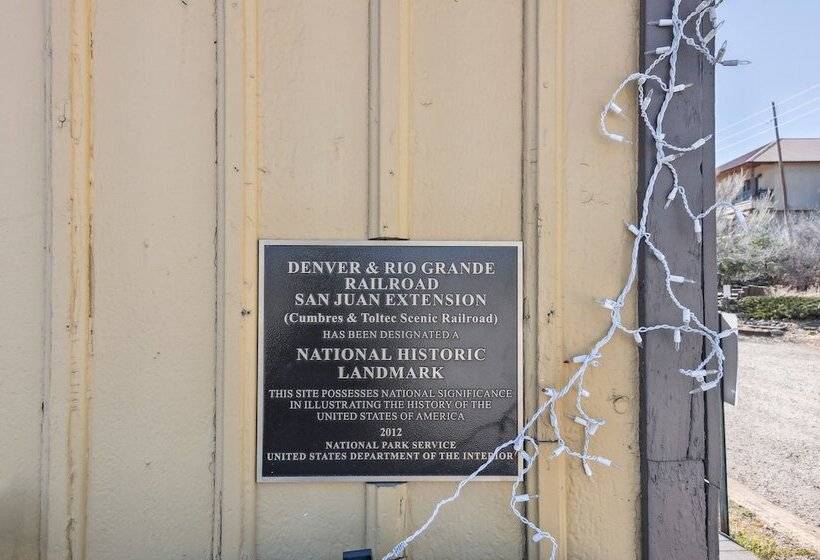 DENVER & RIO GRANDE
RAILROAD
SAN JUAN EXTENSION
(Cumbres & Toltec Scenic Railroad)
HAS BEEN DESIGNATED A
NATIONAL HISTORIC
LANDMARK
THIS SITE POSSESSES NATIONAL SIGNIFICANCE
IN ILLUSTRATING THE HISTORY OF THE
UNITED STATES OF AMERICA
2012
NATIONAL PARK SERVICE
UNITED STATES DEPARTMENT OF THE INTERIOR